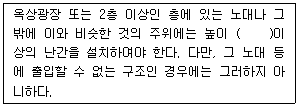 옥상광장 또는 2층 이상인 층에 있는 노대나 그
밖에 이와 비슷한 것의 주위에는 높이 (     )이
상의 난간을 설치하여야 한다. 다만, 그 노대 등
에 출입할 수 없는 구조인 경우에는 그러하지 아
니하다.